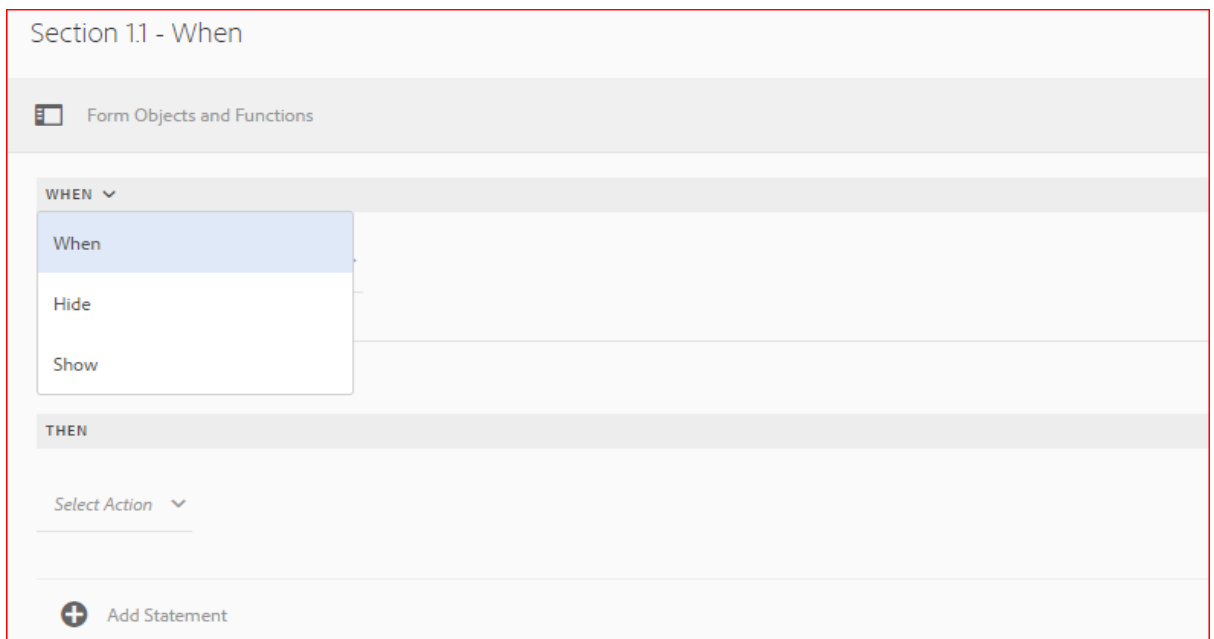 Section 1.1 - When
Form Objects and Functions
WHEN
When
Hide
Show
THEN
Select Action
Add Statement